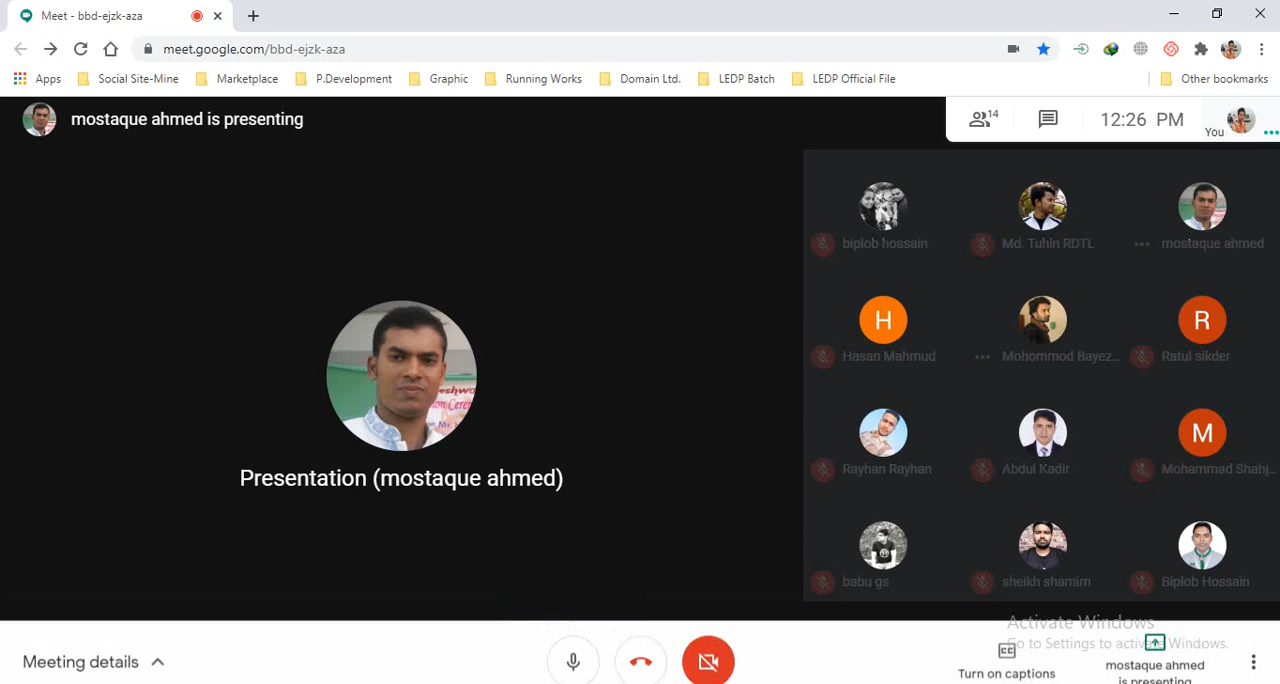 Meet - bbd-ejzk-aza
meet.google.com/bbd-ejzk-aza
Apps Social Site-Mine Marketplace P.Development Graphic Running Works Domain Ltd. LEDP Batch LEDP Official File Other bookmarks
mostaque ahmed is presenting
14
12:26 PM
You
biplob hossain Md. Tuhin RDTL mostaque ahmed
H R
Hasan Mahmud Mohommod Bayez... Ratul sikder
M
Rayhan Rayhan Abdul Kadir Mohammad Shahj...
babu gs sheikh shamim Biplob Hossain
Presentation (mostaque ahmed)
Activate Windows
Go to Settings to activate Windows.
Meeting details
CC
Turn on captions
mostaque ahmed
is presenting